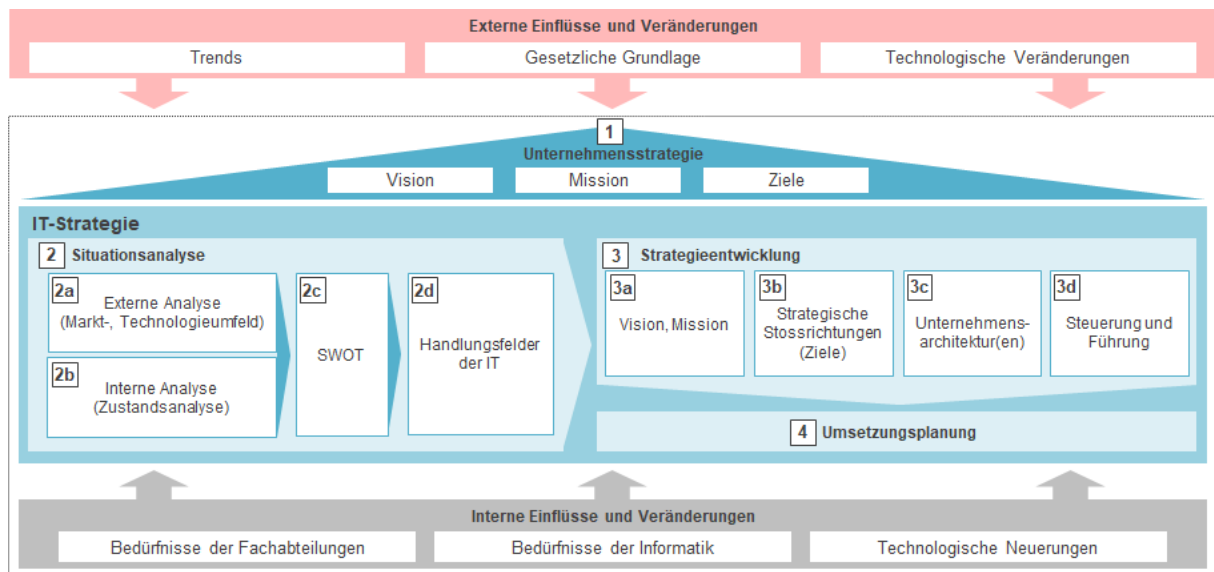 Externe Einflüsse und Veränderungen
Trends
Gesetzliche Grundlage
Technologische Veränderungen
1
Unternehmensstrategie
Vision
Mission
Ziele
IT-Strategie
2 Situationsanalyse
2a
Externe Analyse
(Markt-, Technologieumfeld)
2b
Interne Analyse
(Zustandsanalyse)
2c
SWOT
2d
Handlungsfelder
der IT
3 Strategieentwicklung
3a
Vision, Mission
3b
Strategische
Stossrichtungen
(Ziele)
3c
Unternehmens-
architektur(en)
3d
Steuerung und
Führung
4 Umsetzungsplanung
Interne Einflüsse und Veränderungen
Bedürfnisse der Fachabteilungen
Bedürfnisse der Informatik
Technologische Neuerungen